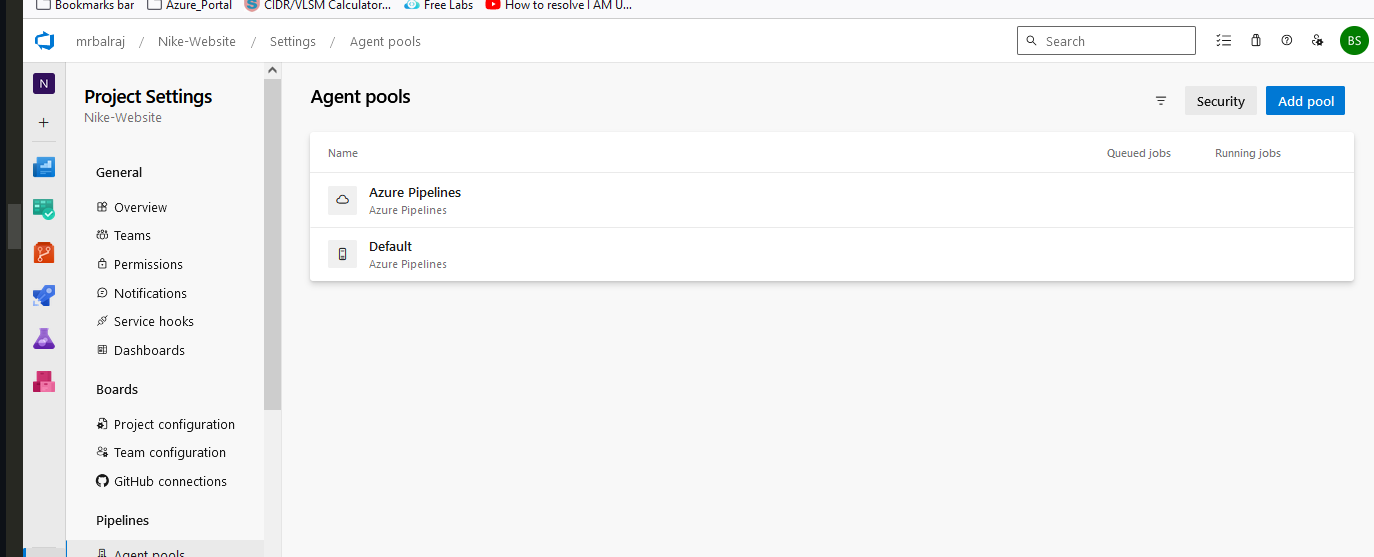 Bookmarks bar Azure_Portal CIDR/VLSM Calculator... Free Labs How to resolve I AM U...
mrbalraj / Nike-Website / Settings / Agent pools
Search
BS
N
Project Settings
Nike-Website
General
Overview
Teams
Permissions
Notifications
Service hooks
Dashboards
Boards
Project configuration
Team configuration
GitHub connections
Pipelines
Agent pools
Agent pools
Security
Add pool
Name Queued jobs Running jobs
Azure Pipelines
Azure Pipelines
Default
Azure Pipelines